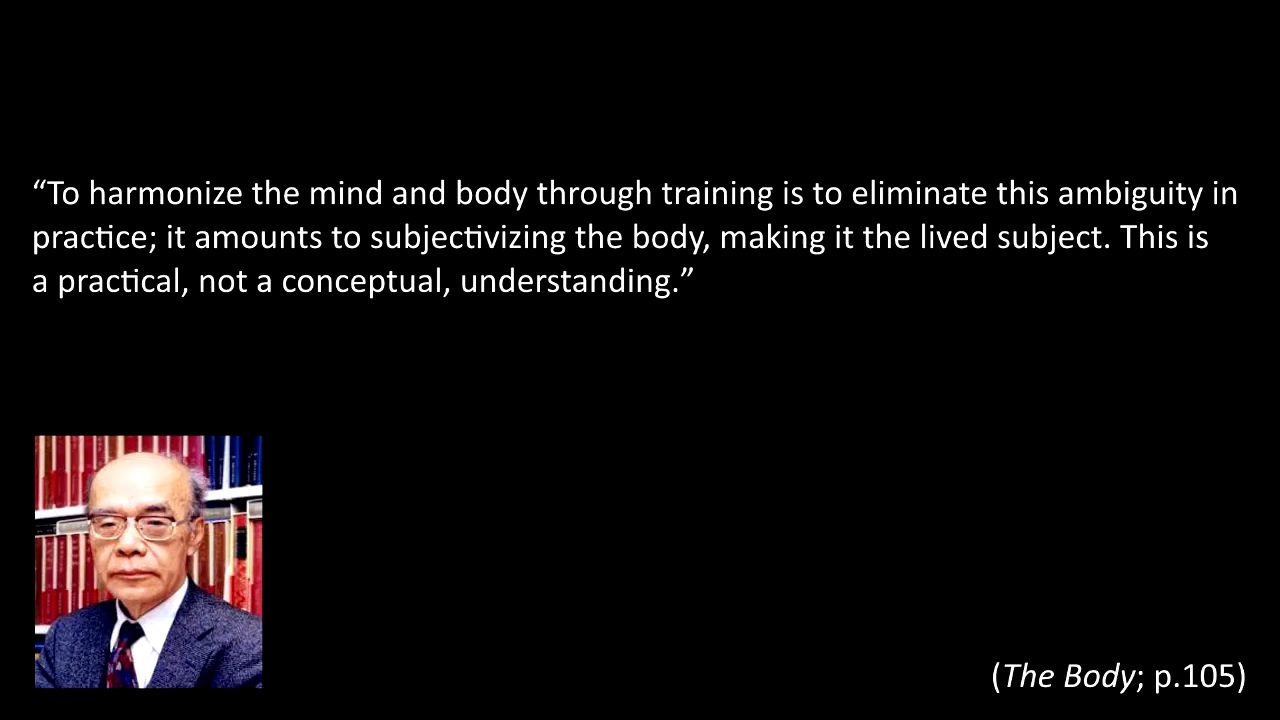 “To harmonize the mind and body through training is to eliminate this ambiguity in
practice; it amounts to subjectivizing the body, making it the lived subject. This is
a practical, not a conceptual, understanding.”
(The Body; p.105)